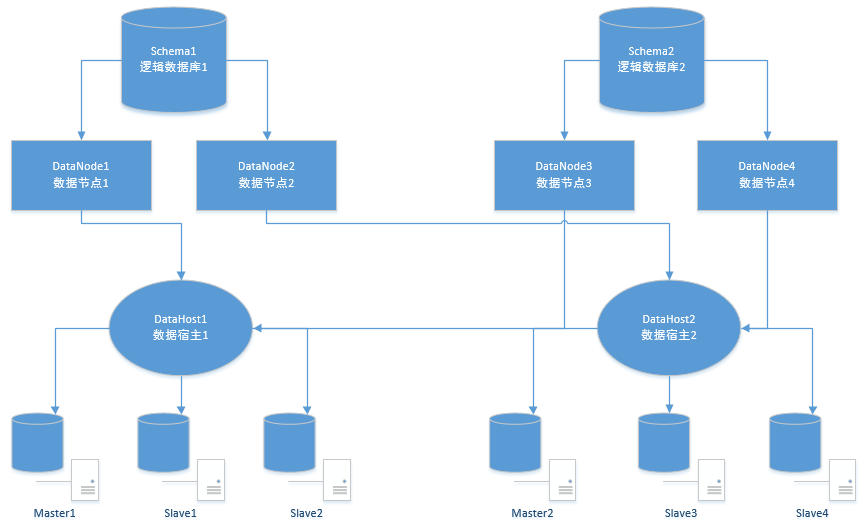 Schema1
逻辑数据库1
Schema2
逻辑数据库2
DataNode1
数据节点1
DataNode2
数据节点2
DataNode3
数据节点3
DataNode4
数据节点4
DataHost1
数据宿主1
DataHost2
数据宿主2
Master1
Slave1
Slave2
Master2
Slave3
Slave4